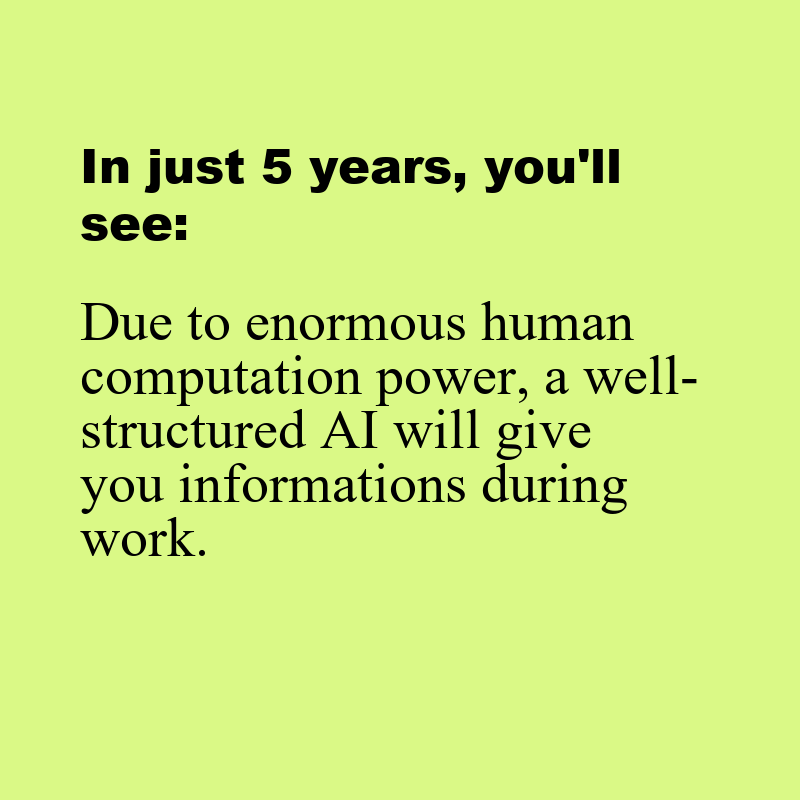 In just 5 years, you'll
see:
Due to enormous human
computation power, a well-
structured AI will give
you informations during
work.